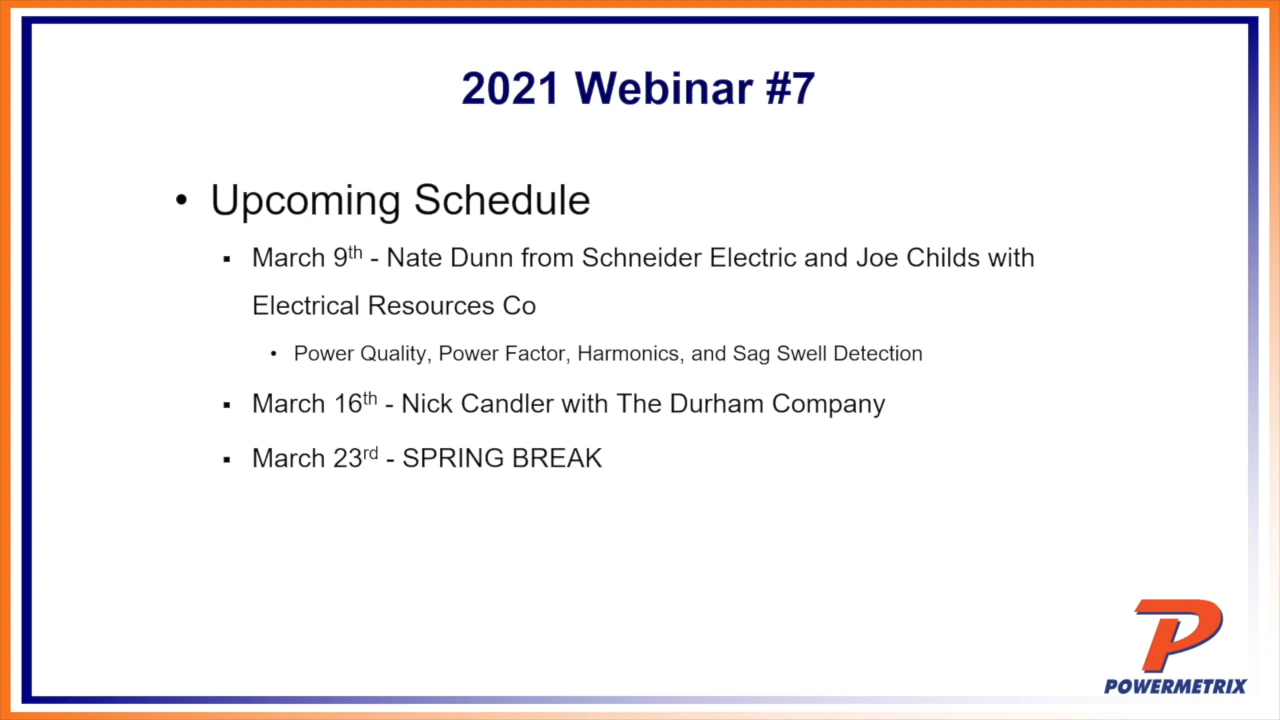 2021 Webinar #7
• Upcoming Schedule
▪ March 9th - Nate Dunn from Schneider Electric and Joe Childs with
Electrical Resources Co
• Power Quality, Power Factor, Harmonics, and Sag Swell Detection
▪ March 16th - Nick Candler with The Durham Company
▪ March 23rd - SPRING BREAK
P
POWERMETRIX